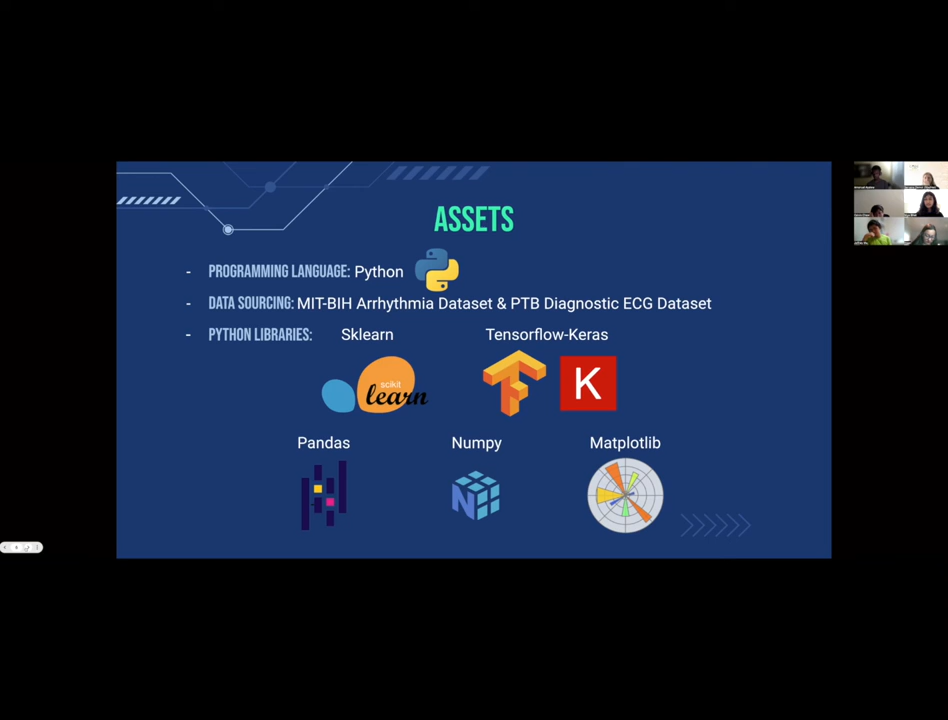 ASSETS
- PROGRAMMING LANGUAGE: Python
- DATA SOURCING: MIT-BIH Arrhythmia Dataset & PTB Diagnostic ECG Dataset
- PYTHON LIBRARIES: Sklearn Tensorflow-Keras
scikit
learn
K
Pandas Numpy Matplotlib
N